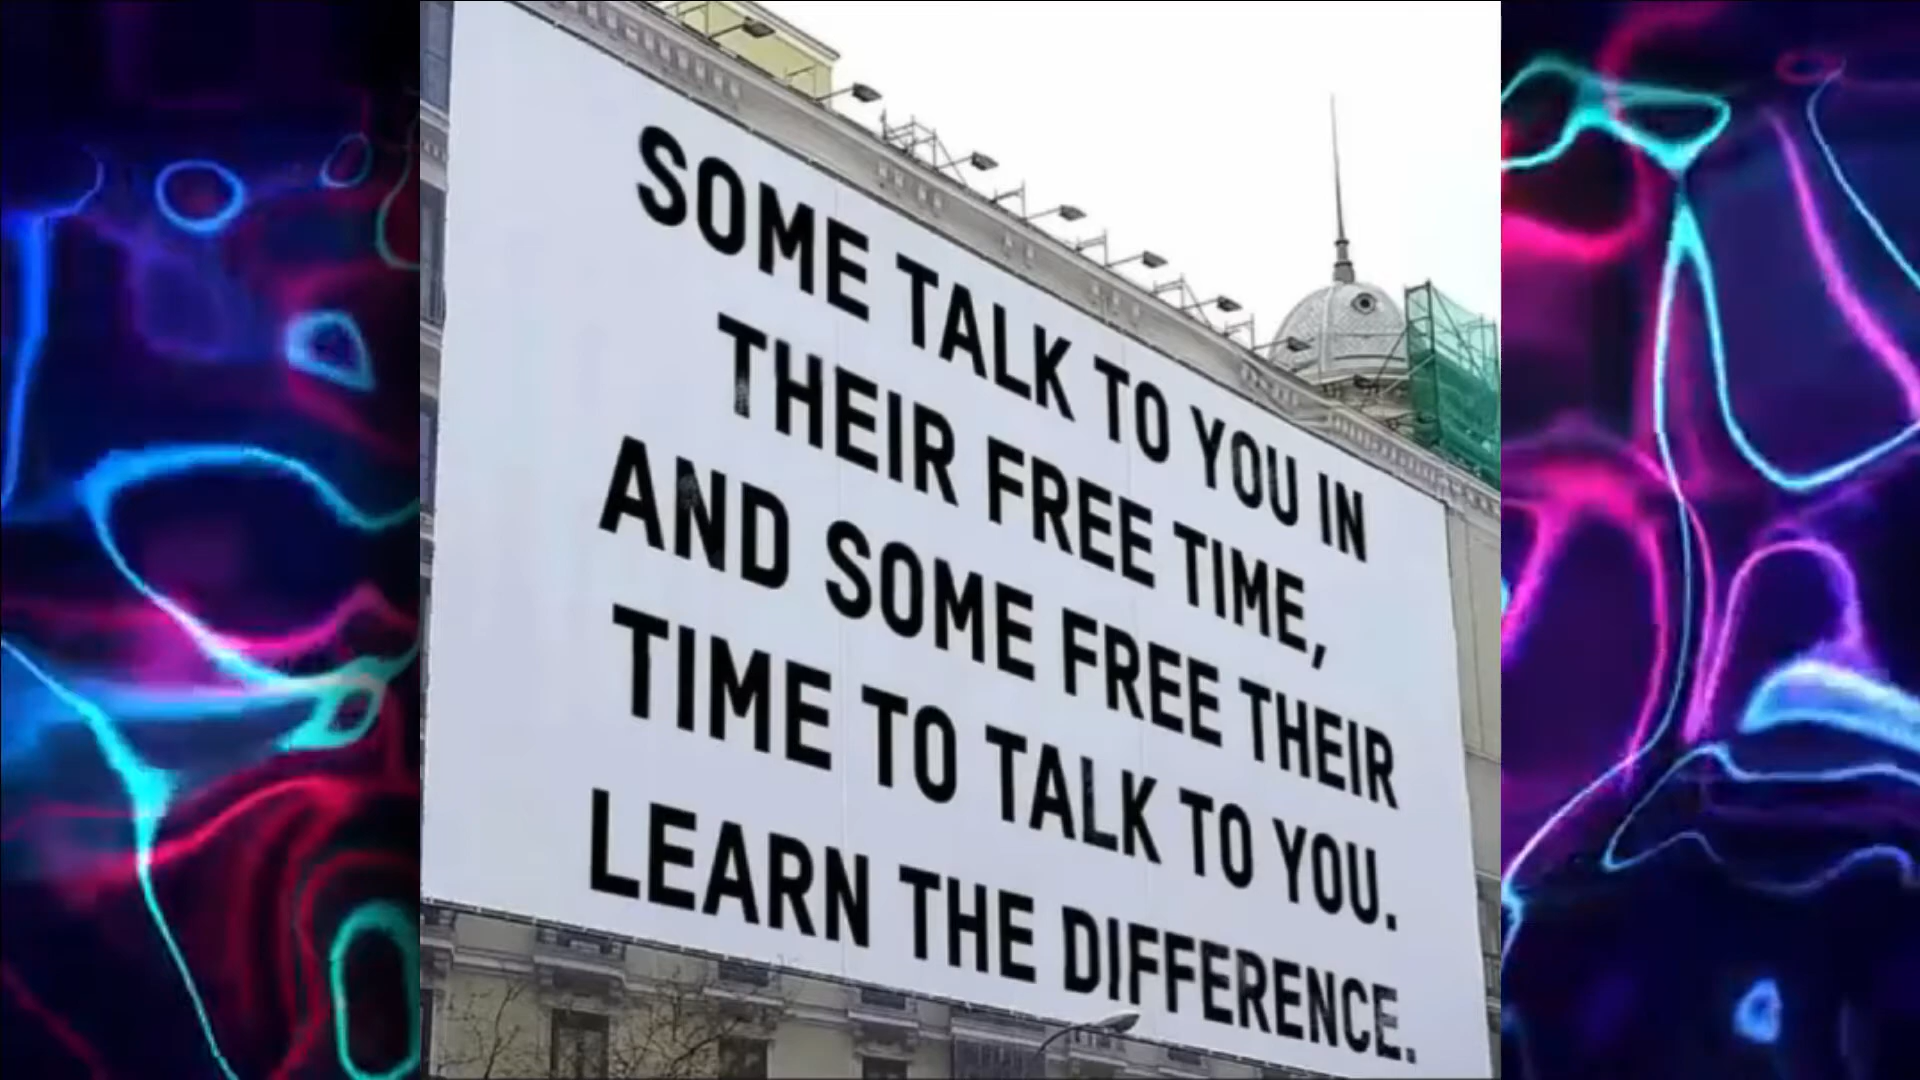 SOME TALK TO YOU IN
THEIR FREE TIME,
AND SOME FREE THEIR
TIME TO TALK TO YOU.
LEARN THE DIFFERENCE.